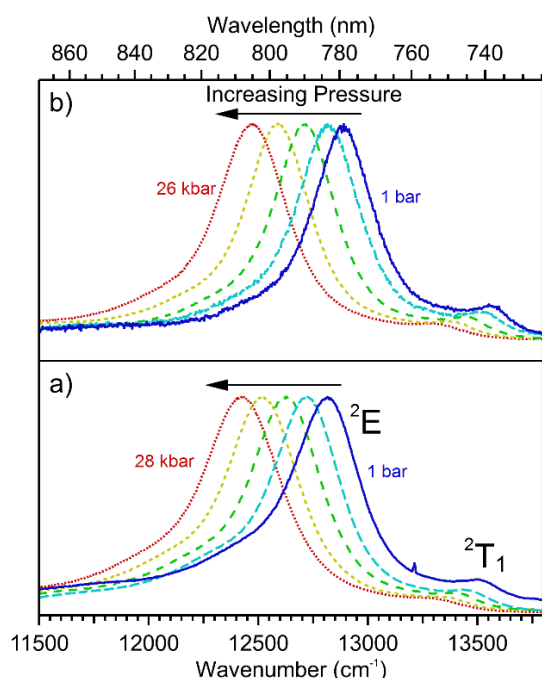 Wavelength (nm)
860 840 820 800 780 760 740
b)
Increasing Pressure
26 kbar
1 bar
a)
²E
28 kbar
1 bar
²T₁
11500 12000 12500 13000 13500
Wavenumber (cm⁻¹)